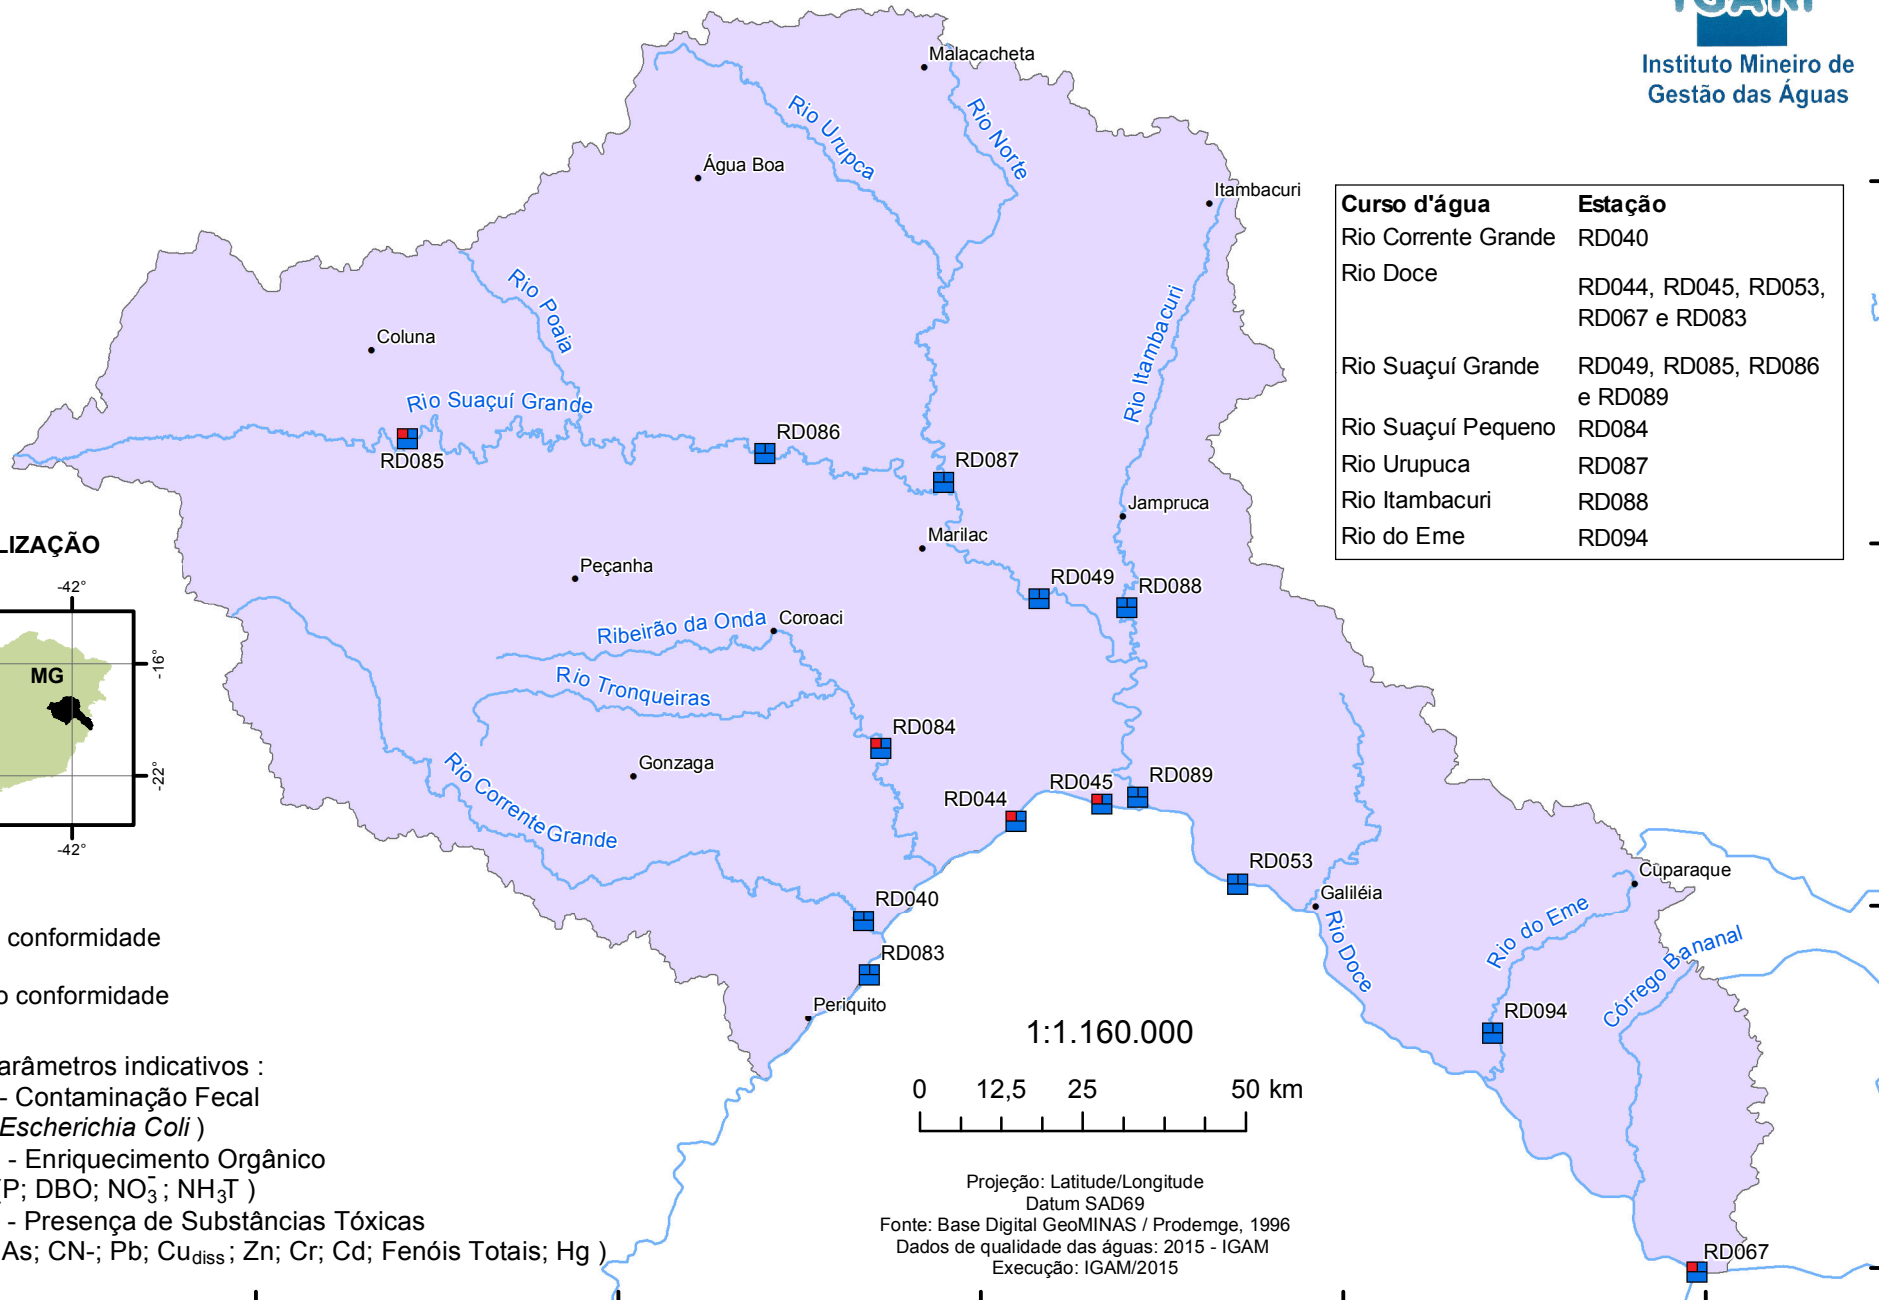 IGAM
Instituto Mineiro de
Gestão das Águas
Malacacheta
Rio Urupca
Rio Norte
Água Boa
Itambacuri
Curso d'água Estação
Rio Corrente Grande RD040
Rio Doce
RD044, RD045, RD053,
RD067 e RD083
Rio Suaçuí Grande RD049, RD085, RD086
e RD089
Rio Suaçuí Pequeno RD084
Rio Urupuca RD087
Rio Itambacuri RD088
Rio do Eme RD094
Rio Poaia
Coluna
Rio Itambacuri
Rio Suaçuí Grande
RD085
RD086
RD087
Jampruca
Marilac
LIZAÇÃO
-42°
MG
-16°
-22°
-42°
Peçanha
RD049
RD088
Ribeirão da Onda
Coroaci
Rio Tronqueiras
RD084
Gonzaga
Rio Corrente Grande
RD044
RD045
RD089
RD053
Galiléia
Cuparaque
RD040
Rio Doce
Rio do Eme
Córrego Bananal
RD083
Periquito
RD094
conformidade
o conformidade
arâmetros indicativos :
- Contaminação Fecal
Escherichia Coli )
- Enriquecimento Orgânico
(P; DBO; NO₃⁻; NH₃T )
- Presença de Substâncias Tóxicas
As; CN-; Pb; Cudiss; Zn; Cr; Cd; Fenóis Totais; Hg )
1:1.160.000
0 12,5 25 50 km
Projeção: Latitude/Longitude
Datum SAD69
Fonte: Base Digital GeoMINAS / Prodemge, 1996
Dados de qualidade das águas: 2015 - IGAM
Execução: IGAM/2015
RD067